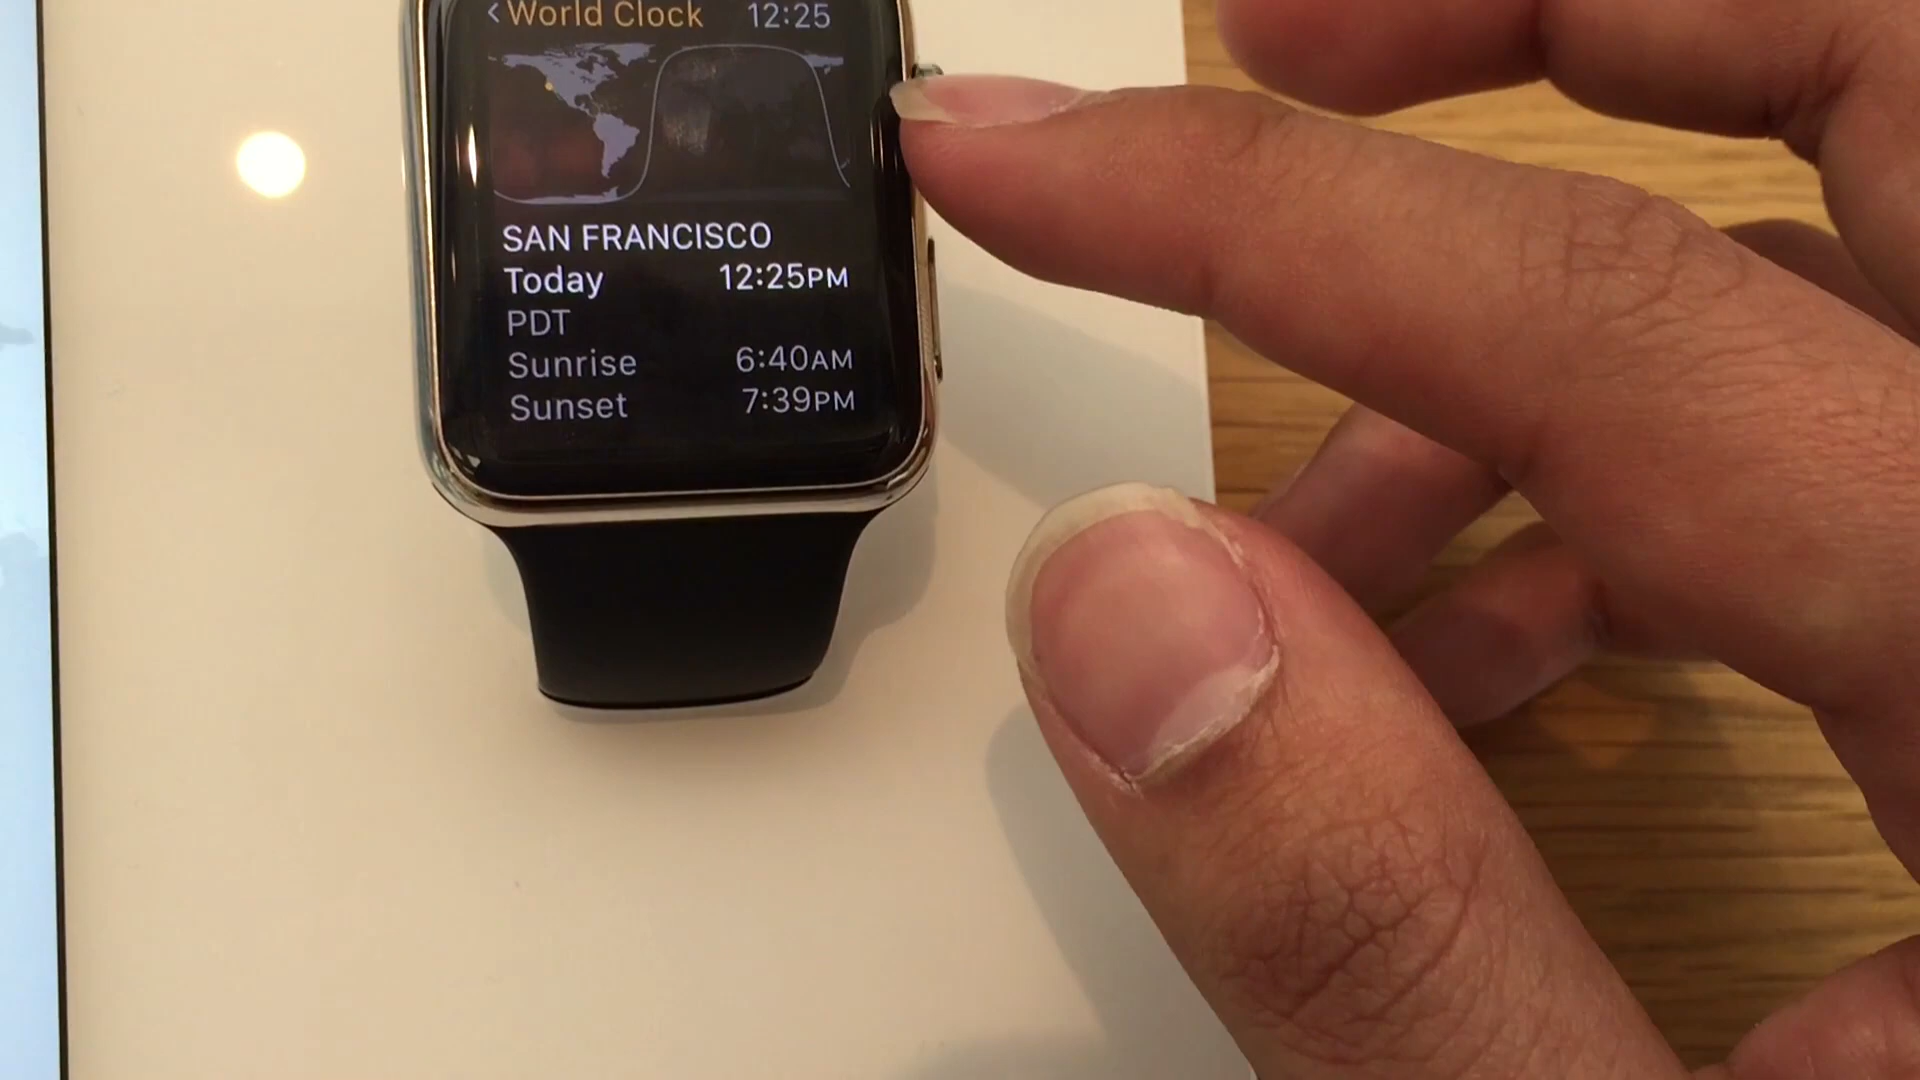 <World Clock 12:25
SAN FRANCISCO
Today 12:25PM
PDT
Sunrise 6:40AM
Sunset 7:39PM